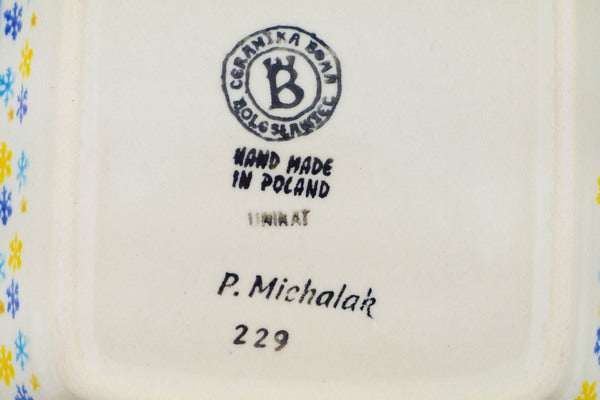 CERAMIKA BONA
B
BOLESŁAWIEC
HAND MADE
IN POLAND
UNIKAT
P. Michalak
229